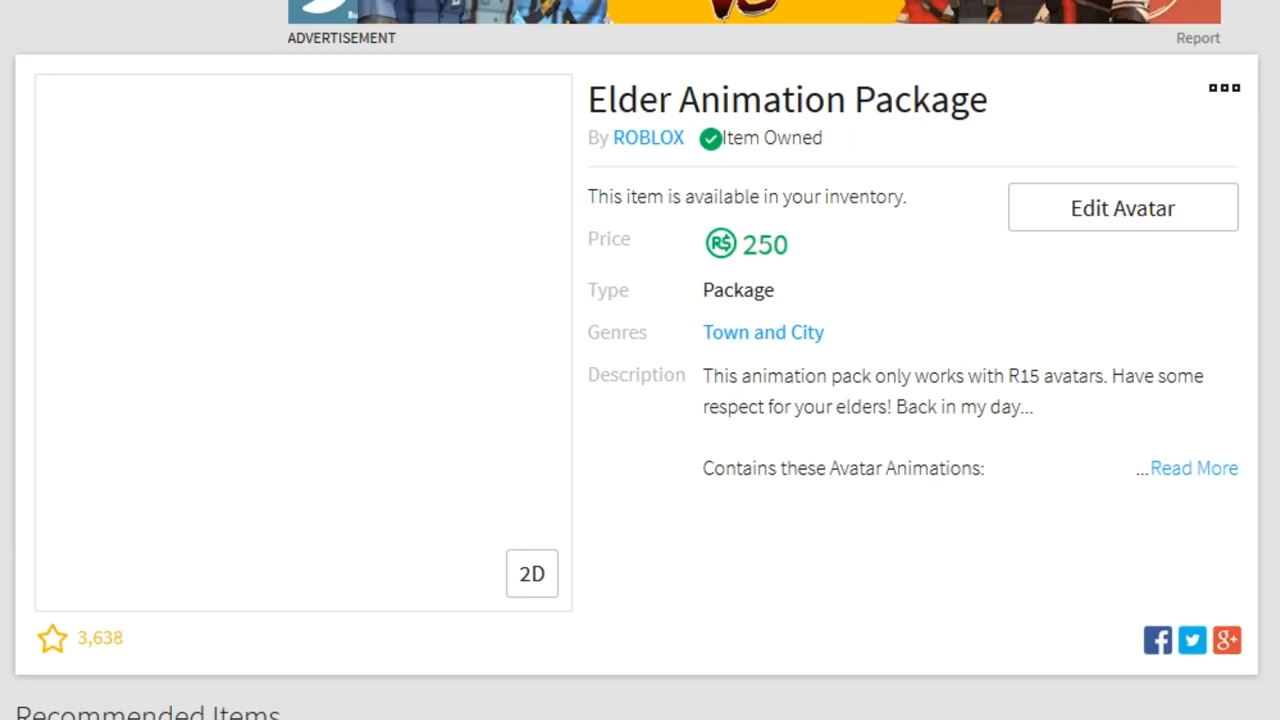 VS
Bu
ADVERTISEMENT
Report
Elder Animation Package
By ROBLOX Item Owned
This item is available in your inventory.
Edit Avatar
Price R$ 250
Type Package
Genres Town and City
Description This animation pack only works with R15 avatars. Have some
respect for your elders! Back in my day...
Contains these Avatar Animations: ...Read More
2D
3,638
f g+
Recommended Items